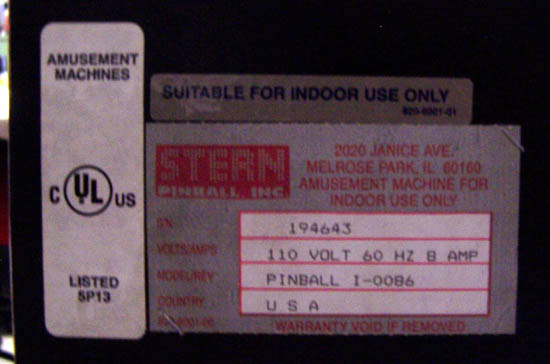 AMUSEMENT
MACHINES
C UL US
LISTED
5P13
SUITABLE FOR INDOOR USE ONLY
820-6001-01
STERN
PINBALL, INC.
2020 JANICE AVE.
MELROSE PARK, IL 60160
AMUSEMENT MACHINE FOR
INDOOR USE ONLY
S/N 194643
VOLTS/AMPS 110 VOLT 60 HZ 8 AMP
MODEL/REV PINBALL I-0086
COUNTRY U S A
WARRANTY VOID IF REMOVED